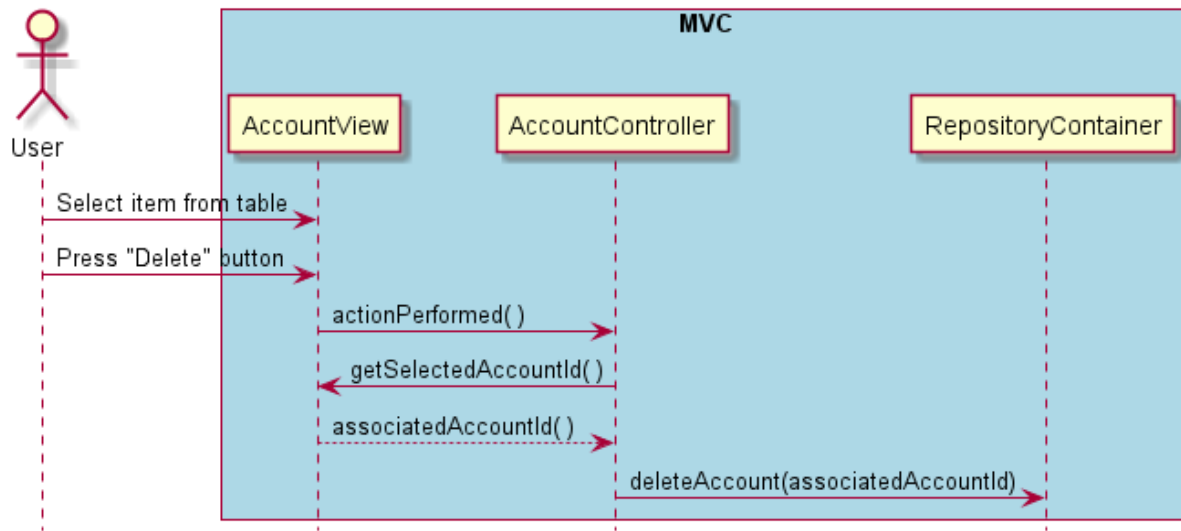 MVC
User
AccountView
AccountController
RepositoryContainer
Select item from table
Press "Delete" button
actionPerformed( )
getSelectedAccountId( )
associatedAccountId( )
deleteAccount(associatedAccountId)